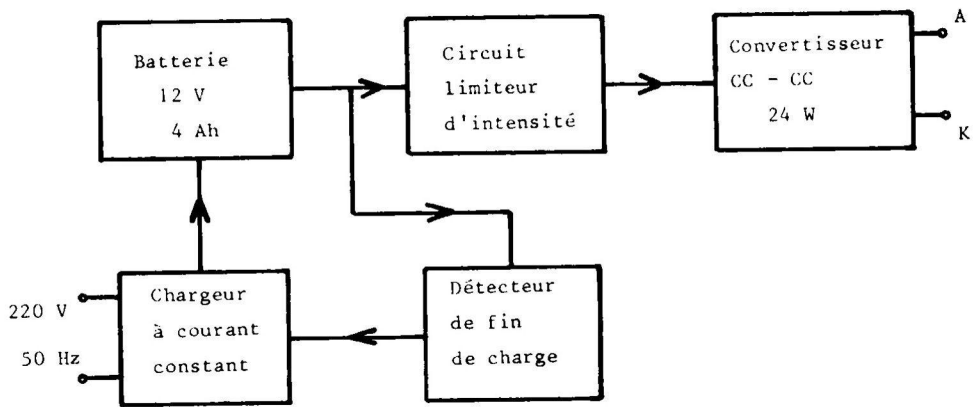 Batterie
12 V
4 Ah
Circuit
limiteur
d'intensité
Convertisseur
CC - CC
24 W
A
K
220 V
50 Hz
Chargeur
à courant
constant
Détecteur
de fin
de charge